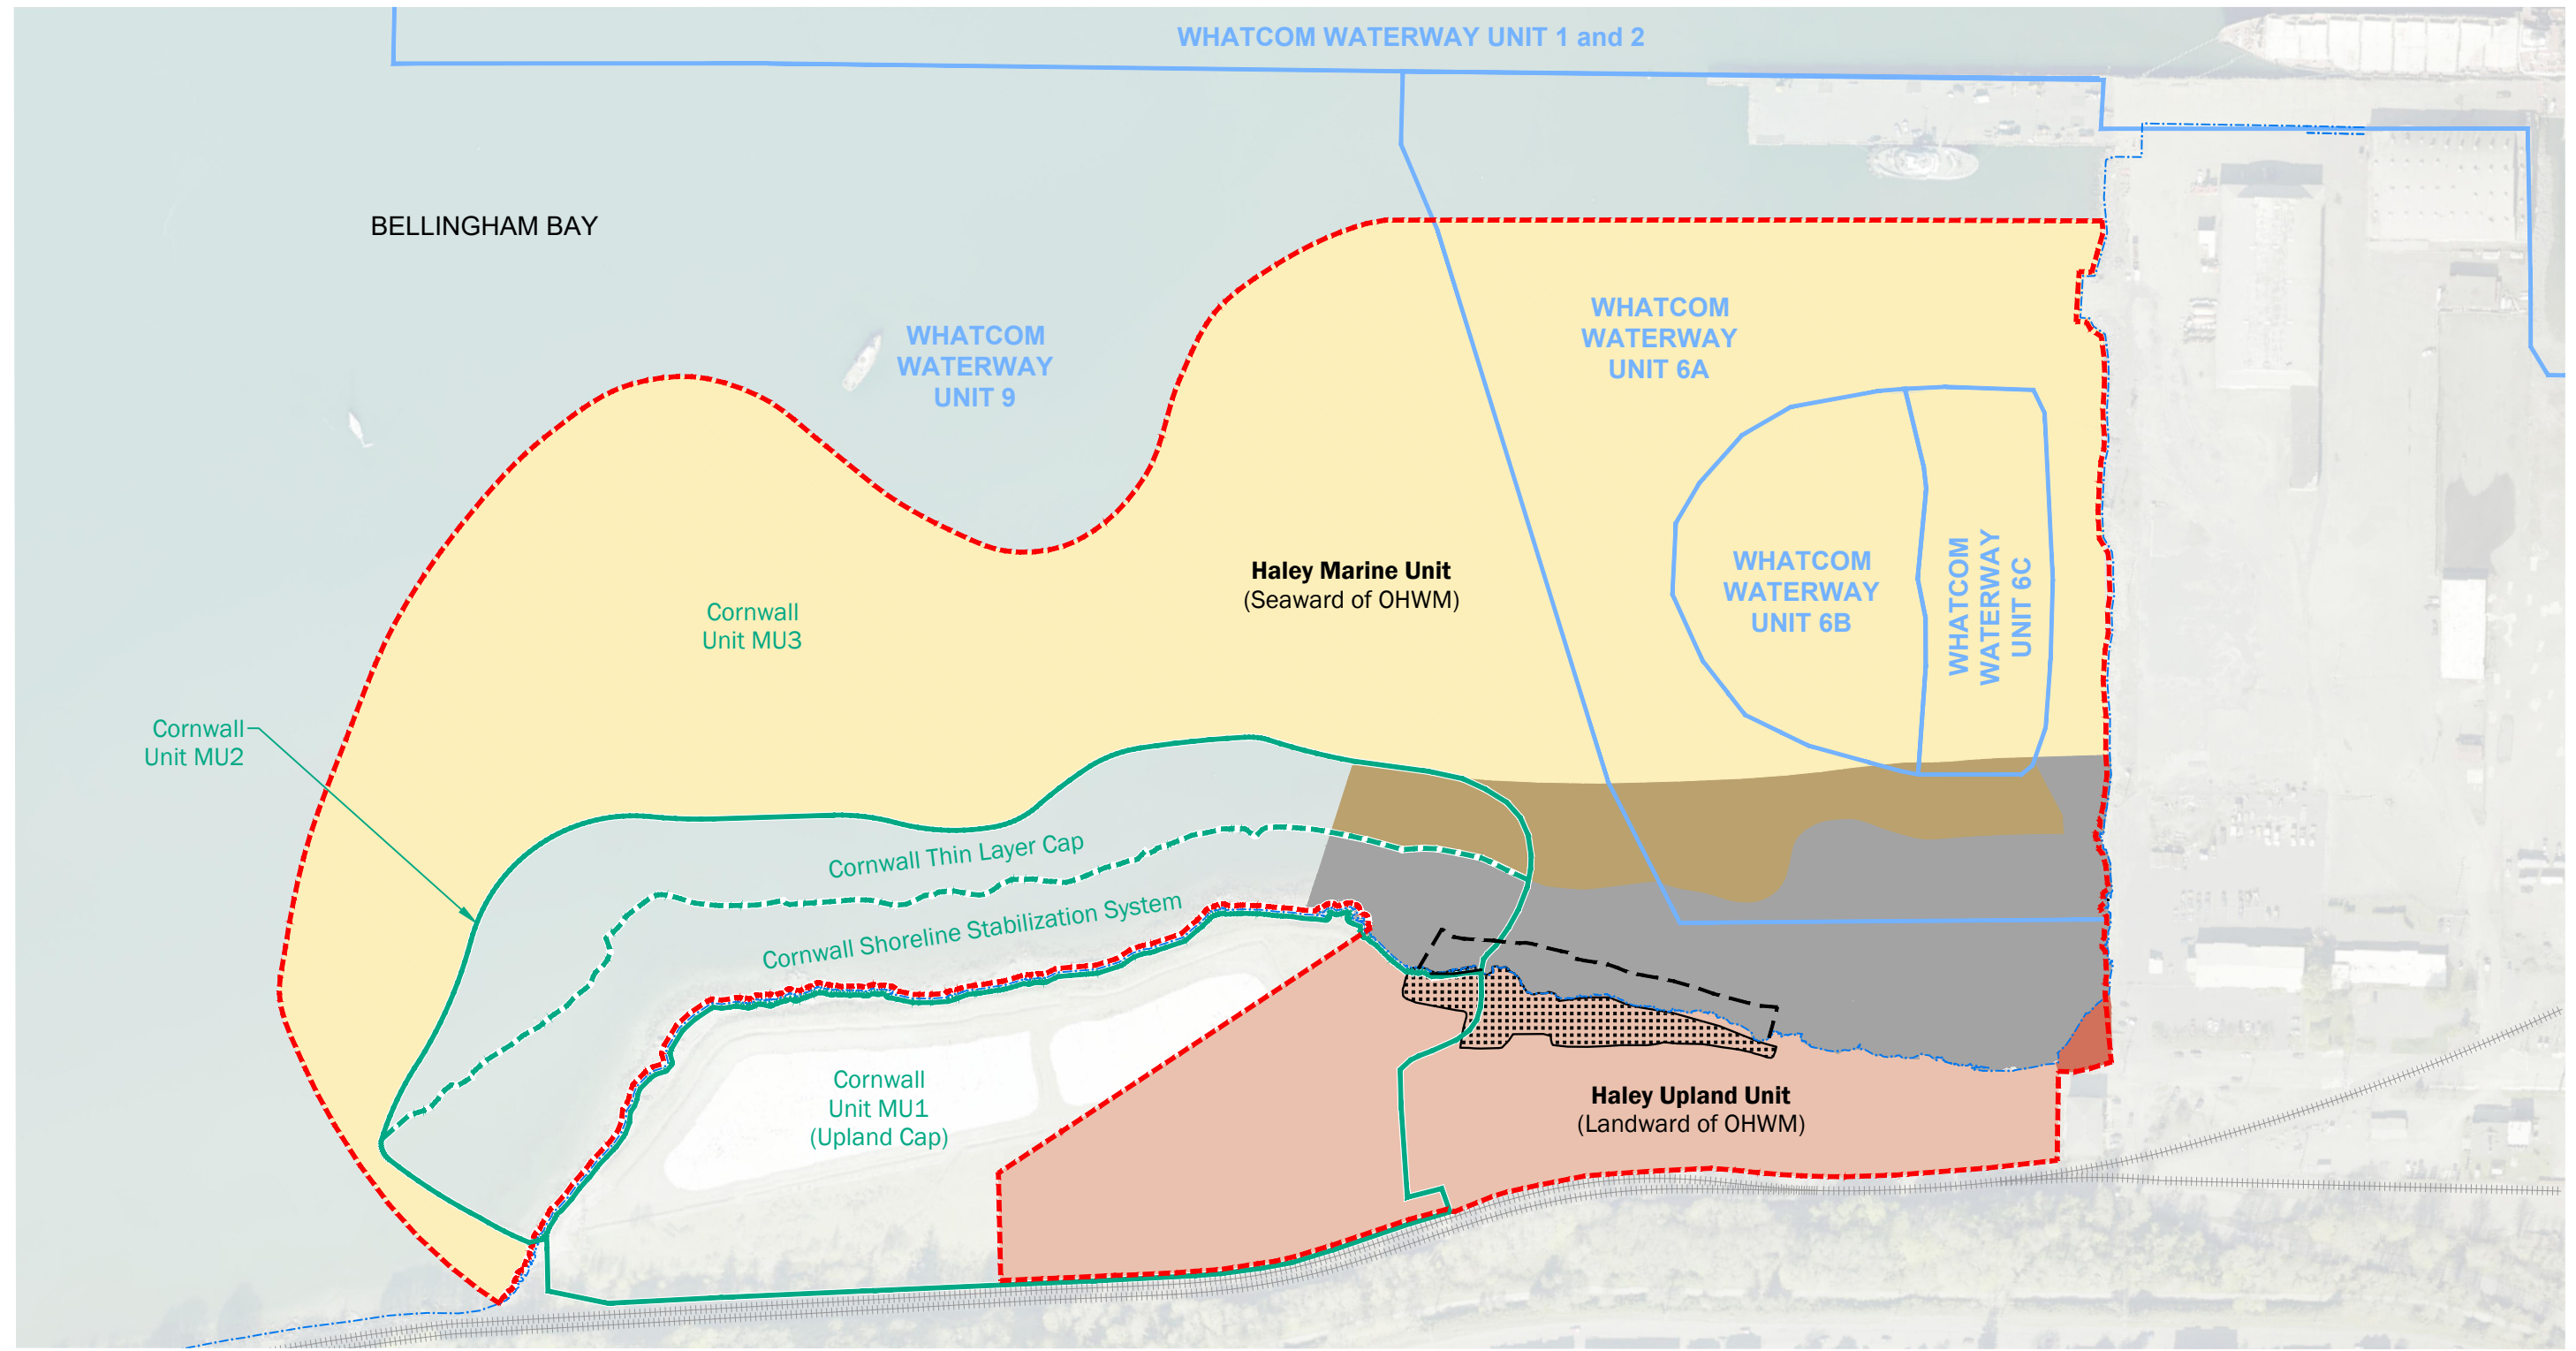 WHATCOM WATERWAY UNIT 1 and 2
BELLINGHAM BAY
WHATCOM
WATERWAY
UNIT 9
WHATCOM
WATERWAY
UNIT 6A
WHATCOM
WATERWAY
UNIT 6B
WHATCOM
WATERWAY
UNIT 6C
Haley Marine Unit
(Seaward of OHWM)
Cornwall
Unit MU3
Cornwall
Unit MU2
Cornwall Thin Layer Cap
Cornwall Shoreline Stabilization System
Cornwall
Unit MU1
(Upland Cap)
Haley Upland Unit
(Landward of OHWM)